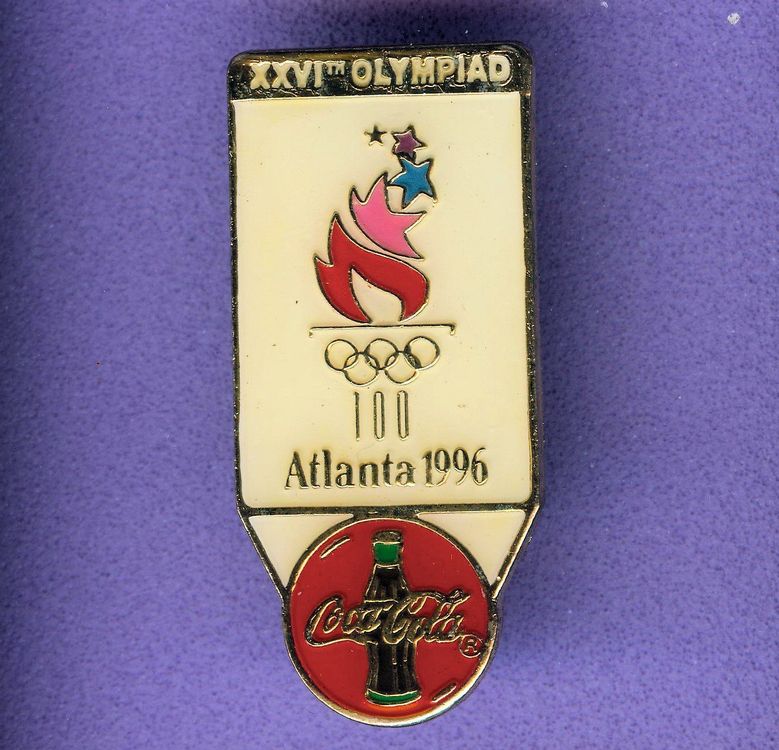 XXVITH OLYMPIAD
100
Atlanta 1996
Coca-Cola ®